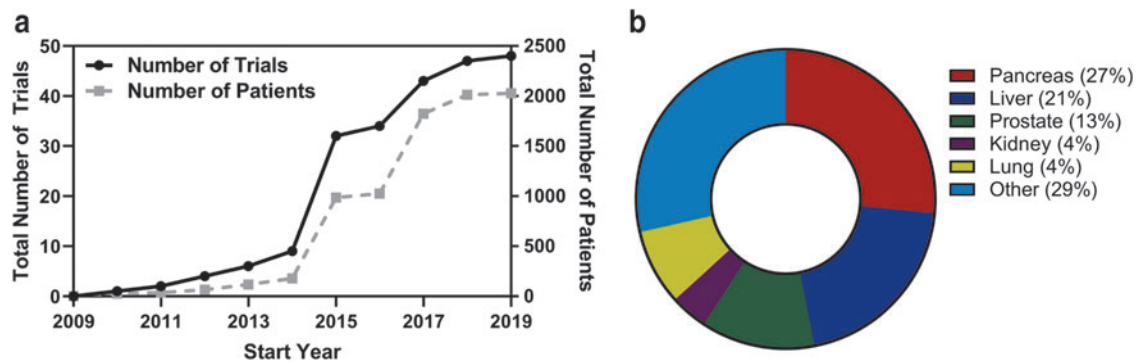 a
Total Number of Trials
50
40
30
20
10
0
Number of Trials
Number of Patients
2500
2000
1500
1000
500
0
Total Number of Patients
2009
2011
2013
2015
2017
2019
Start Year
b
Pancreas (27%)
Liver (21%)
Prostate (13%)
Kidney (4%)
Lung (4%)
Other (29%)